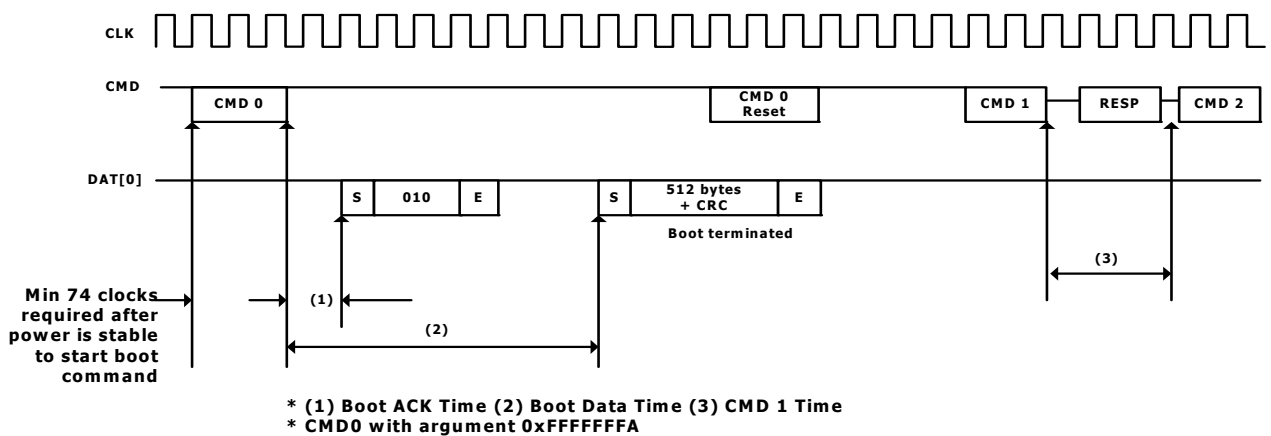 CLK
CMD
CMD 0
CMD 0
Reset
CMD 1
RESP
CMD 2
DAT[0]
S
010
E
S
512 bytes
+ CRC
E
Boot terminated
(3)
Min 74 clocks
required after
power is stable
to start boot
command
(1)
(2)
* (1) Boot ACK Time (2) Boot Data Time (3) CMD 1 Time
* CMD0 with argument 0xFFFFFFFA